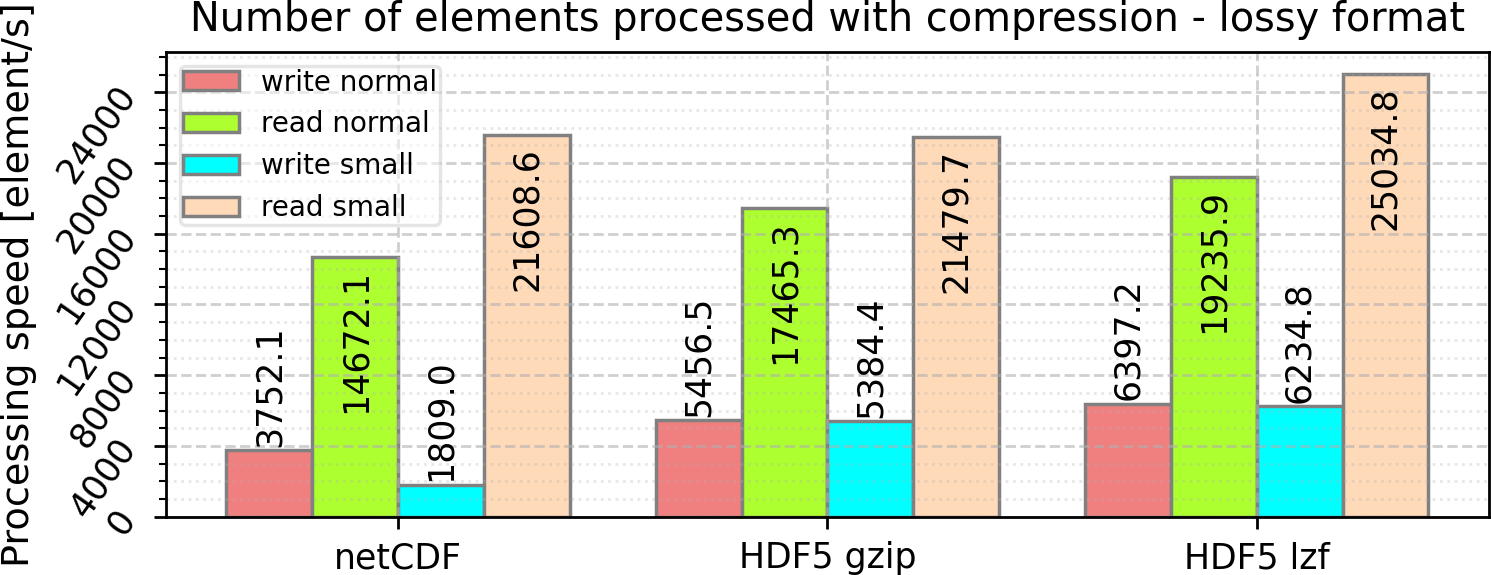 Number of elements processed with compression - lossy format
Processing speed [element/s]
24000
20000
16000
12000
8000
4000
0
write normal
read normal
write small
read small
3752.1
14672.1
1809.0
21608.6
5456.5
17465.3
5384.4
21479.7
6397.2
19235.9
6234.8
25034.8
netCDF
HDF5 gzip
HDF5 lzf